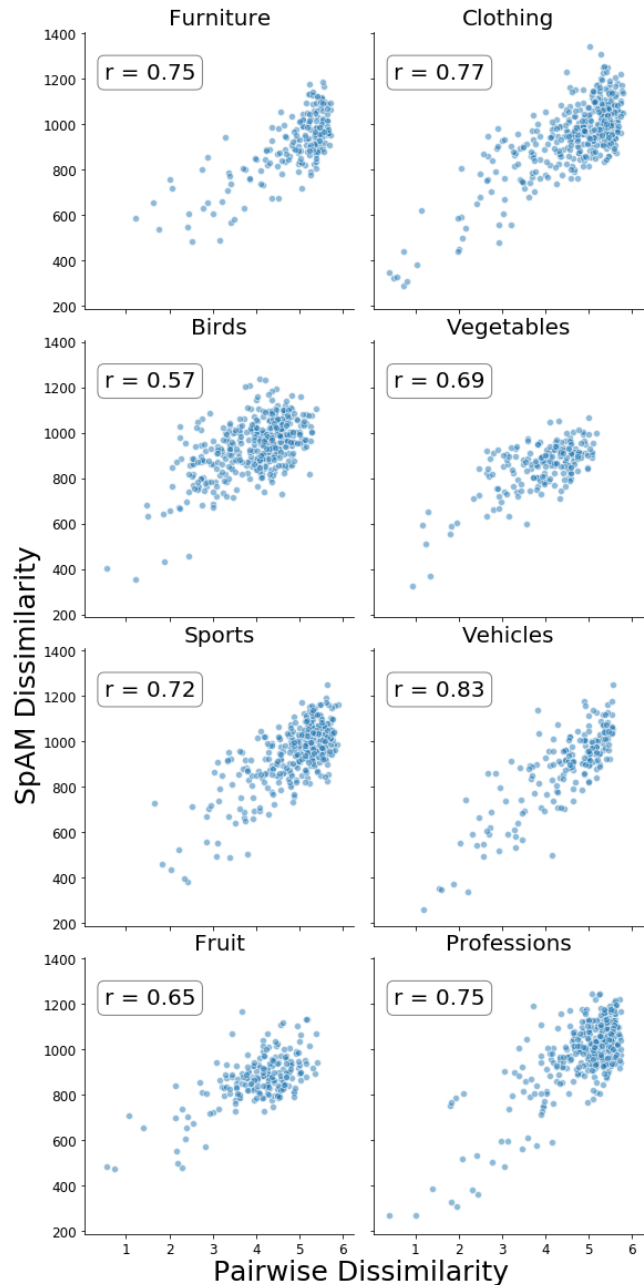 Furniture
Clothing
1400
1200
1000
800
600
400
200
r = 0.75
r = 0.77
Birds
Vegetables
1400
1200
1000
800
600
400
200
r = 0.57
r = 0.69
Sports
Vehicles
1400
1200
1000
800
600
400
200
r = 0.72
r = 0.83
Fruit
Professions
1400
1200
1000
800
600
400
200
r = 0.65
r = 0.75
1 2 3 4 5 6
1 2 3 4 5 6
SpAM Dissimilarity
Pairwise Dissimilarity